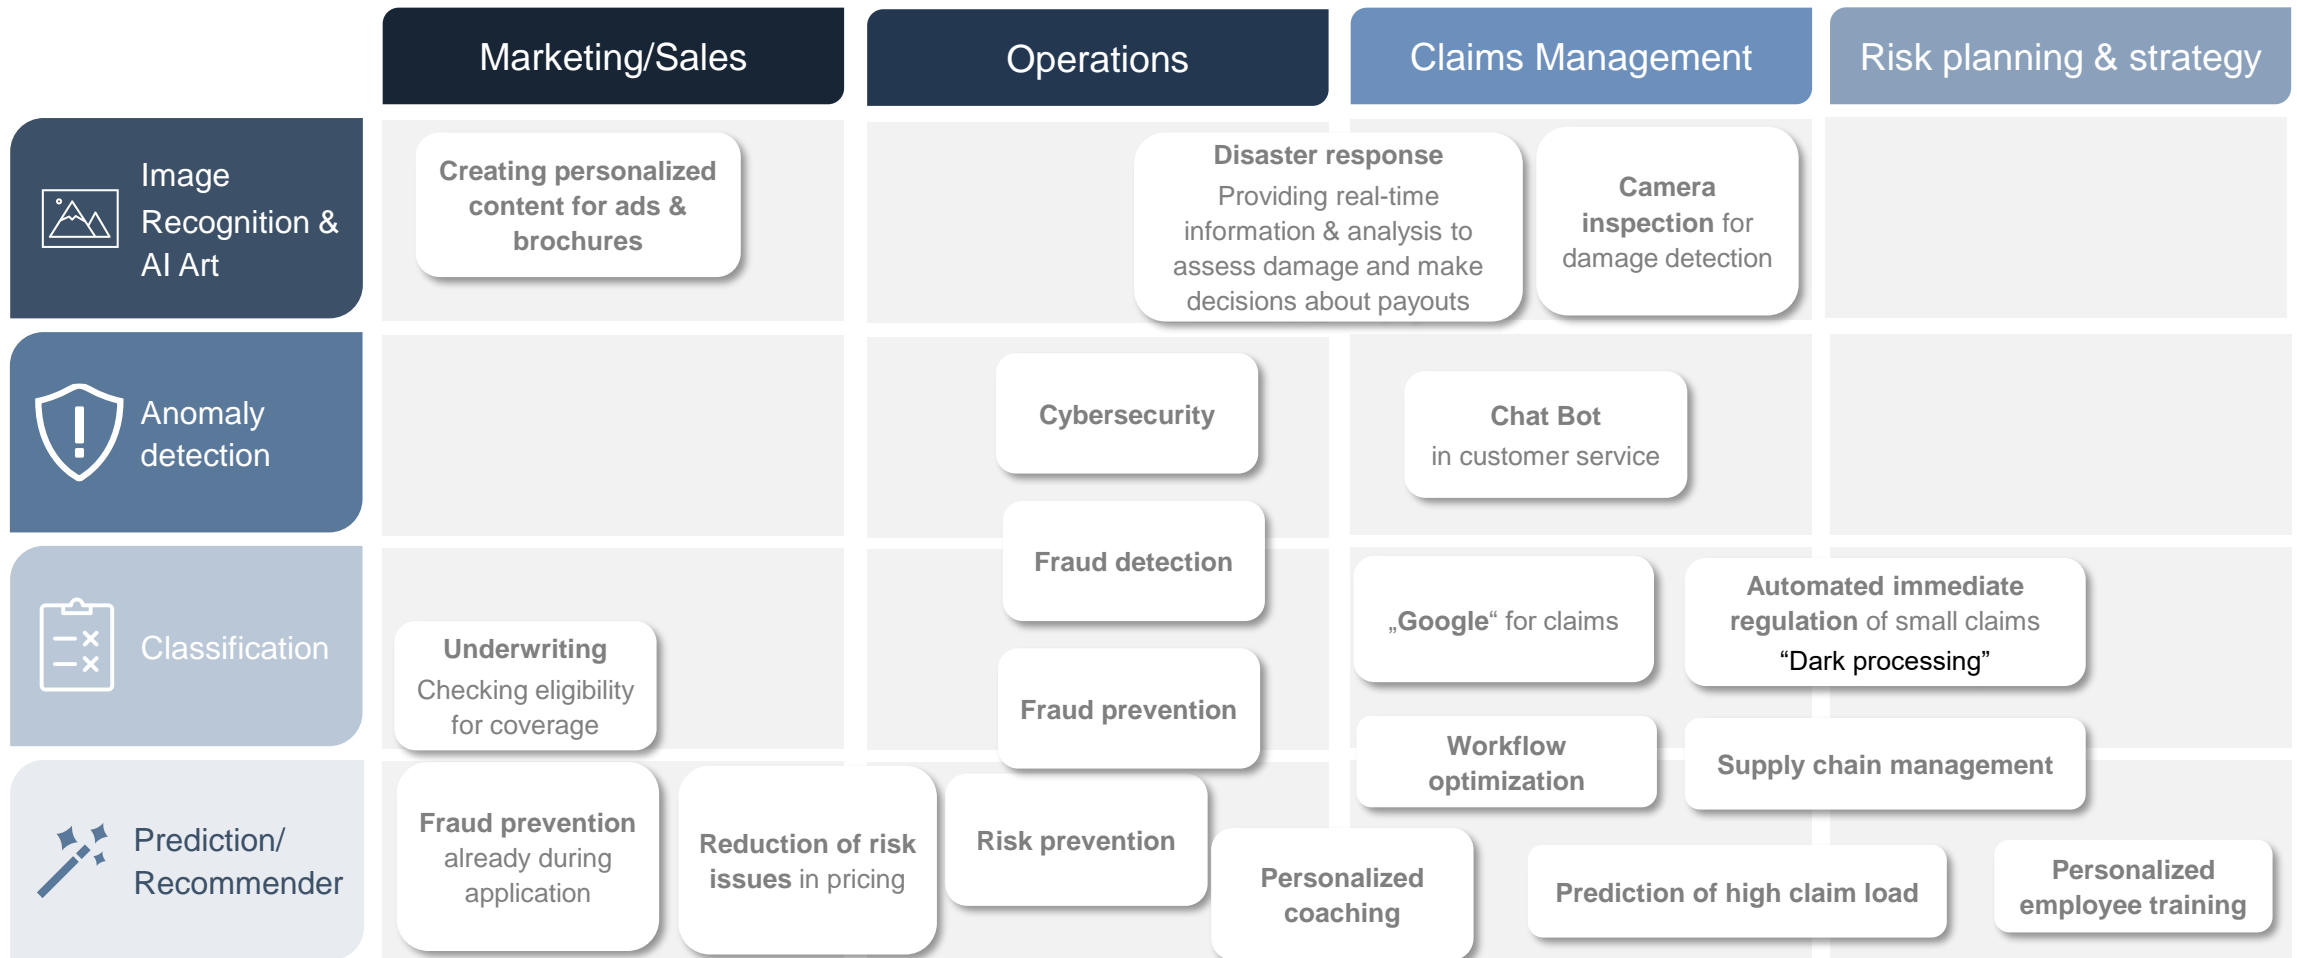 Marketing/Sales
Operations
Claims Management
Risk planning & strategy
Image
Recognition &
AI Art
Creating personalized
content for ads &
brochures
Disaster response
Providing real-time
information & analysis to
assess damage and make
decisions about payouts
Camera
inspection for
damage detection
Anomaly
detection
Cybersecurity
Chat Bot
in customer service
Fraud detection
Classification
Underwriting
Checking eligibility
for coverage
Fraud prevention
„Google“ for claims
Automated immediate
regulation of small claims
“Dark processing”
Workflow
optimization
Supply chain management
Prediction/
Recommender
Fraud prevention
already during
application
Reduction of risk
issues in pricing
Risk prevention
Personalized
coaching
Prediction of high claim load
Personalized
employee training